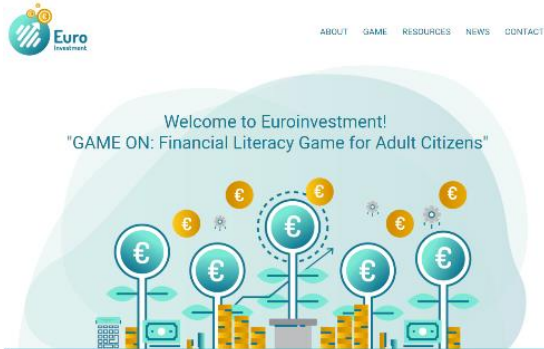 Euro
Investment
ABOUT GAME RESOURCES NEWS CONTACT
Welcome to Euroinvestment!
"GAME ON: Financial Literacy Game for Adult Citizens"
€ €
€ € €
€
€ €
€ €